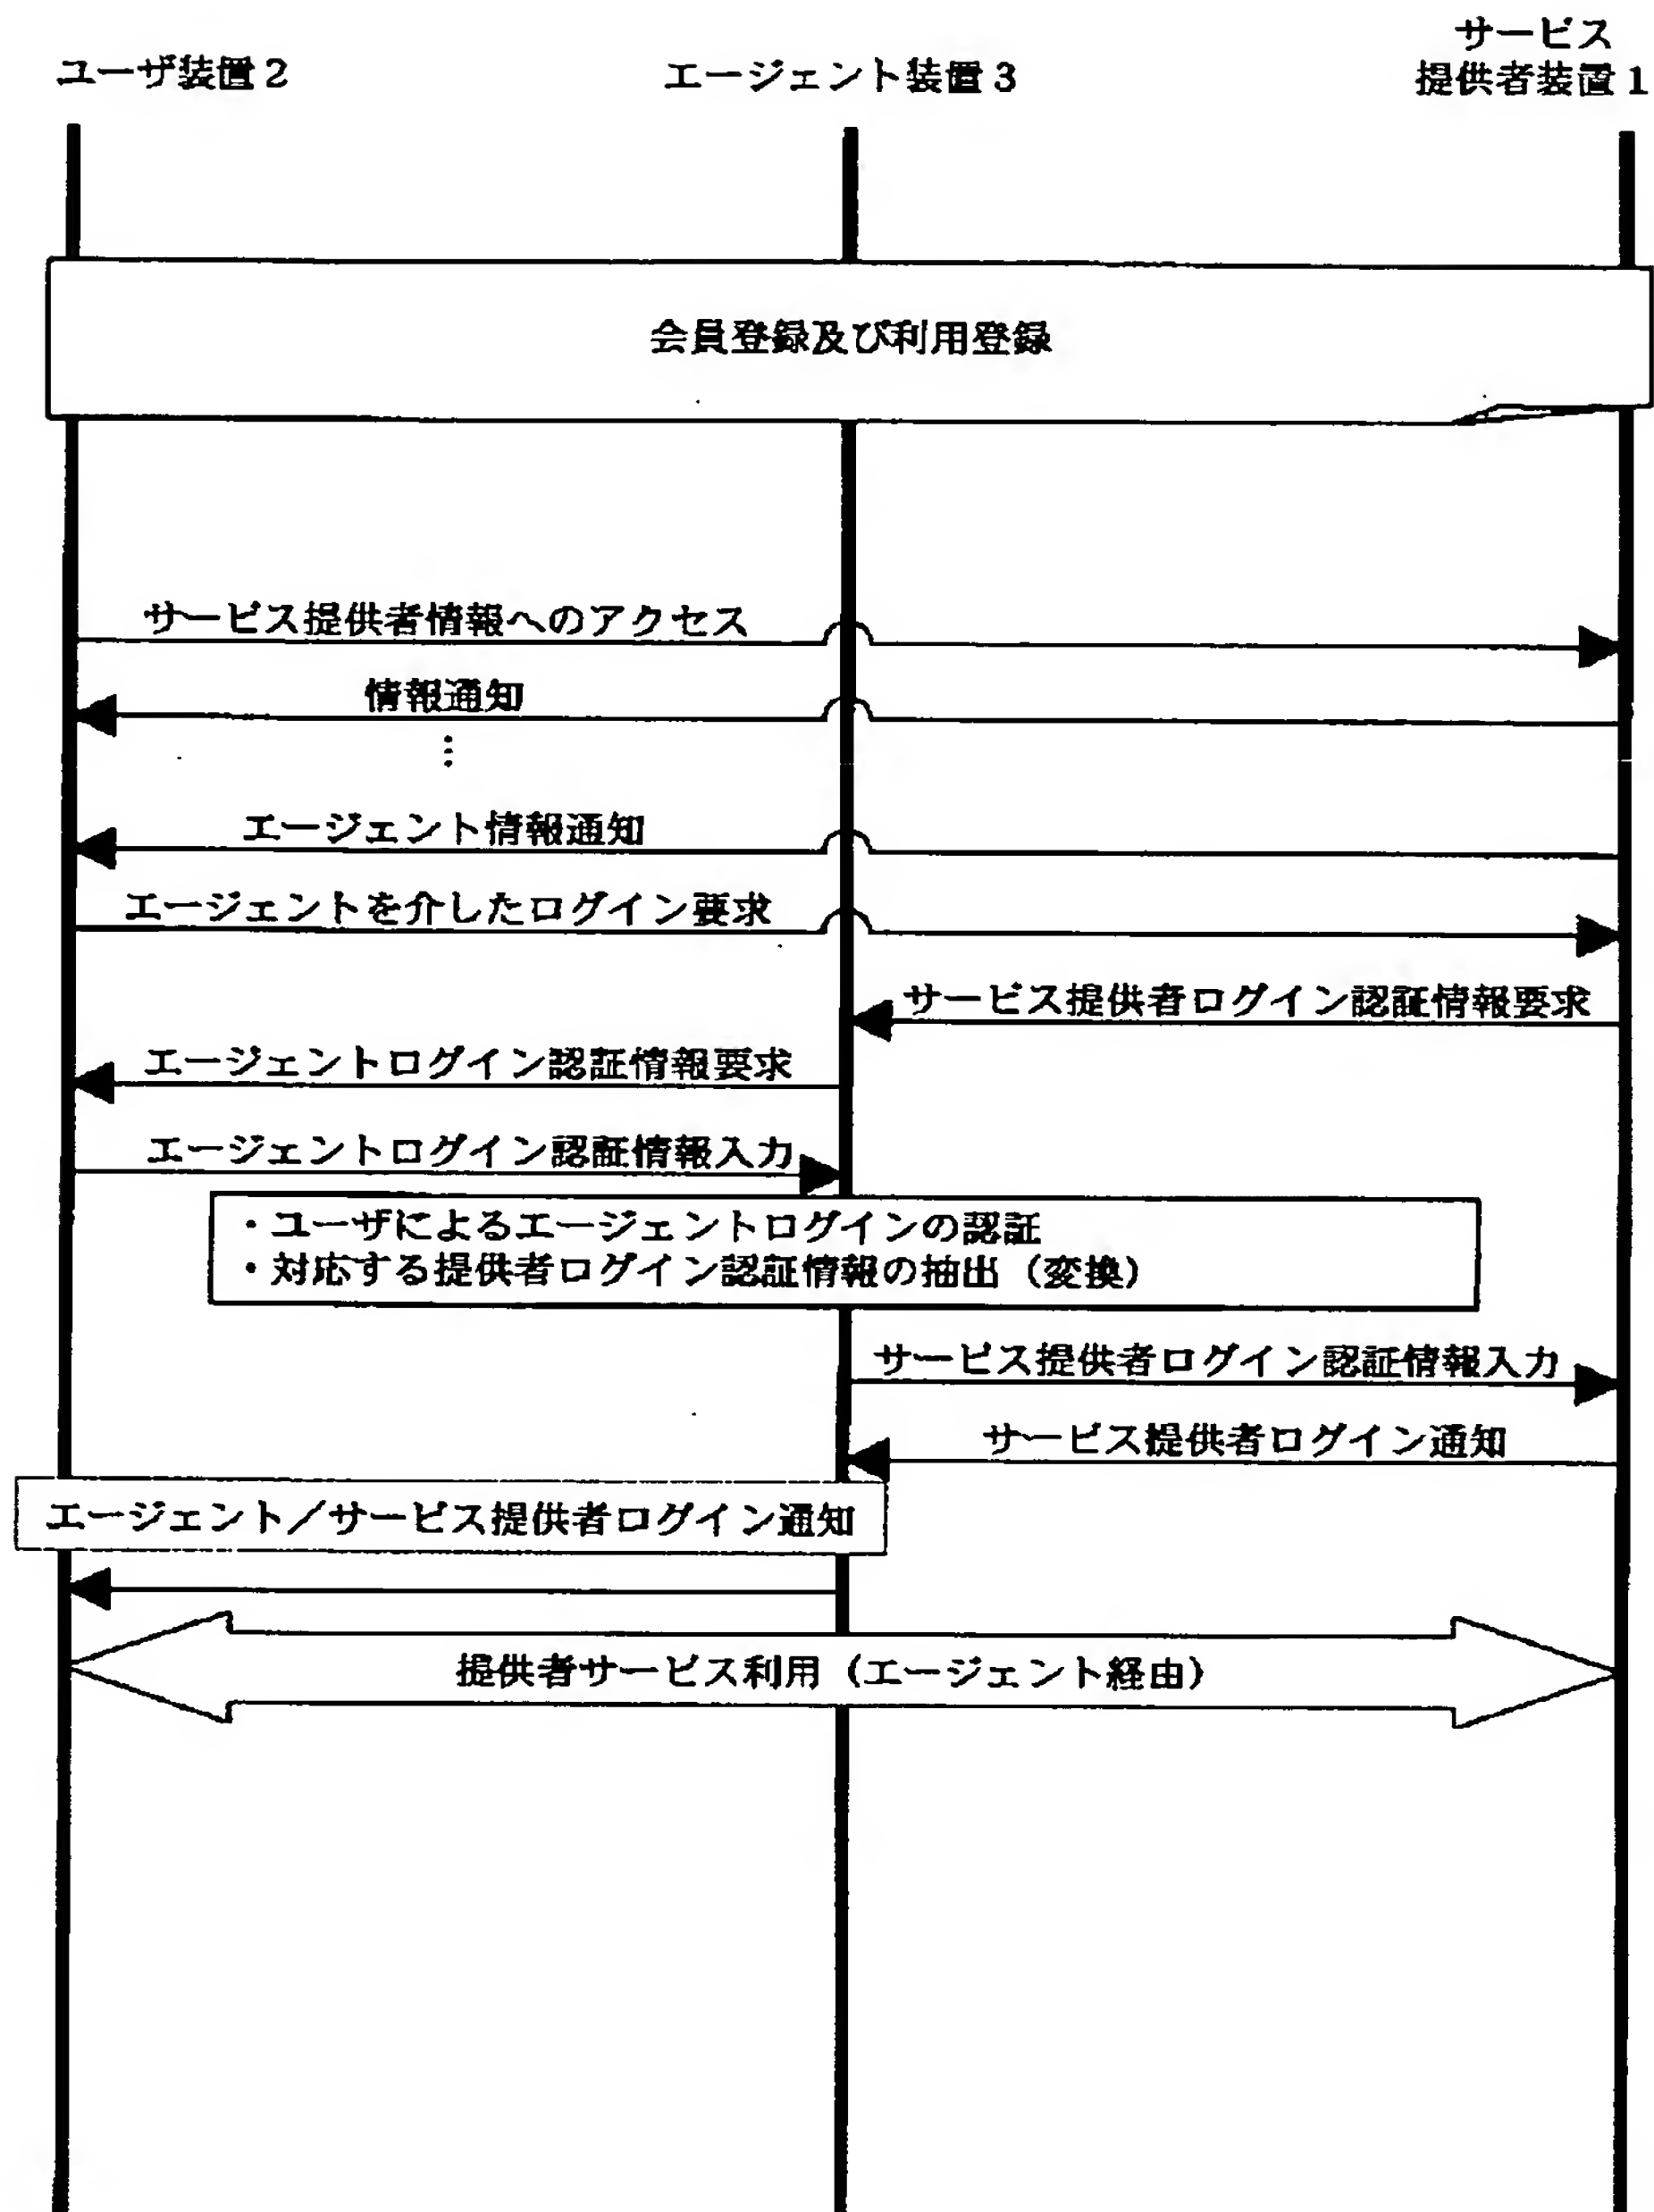 ユーザ装置2
エージェント装置3
サービス
提供者装置1
会員登録及び利用登録
サービス提供者情報へのアクセス
情報通知
⋮
エージェント情報通知
エージェントを介したログイン要求
サービス提供者ログイン認証情報要求
エージェントログイン認証情報要求
エージェントログイン認証情報入力
・ユーザによるエージェントログインの認証
・対応する提供者ログイン認証情報の抽出（変換）
サービス提供者ログイン認証情報入力
サービス提供者ログイン通知
エージェント／サービス提供者ログイン通知
提供者サービス利用（エージェント経由）